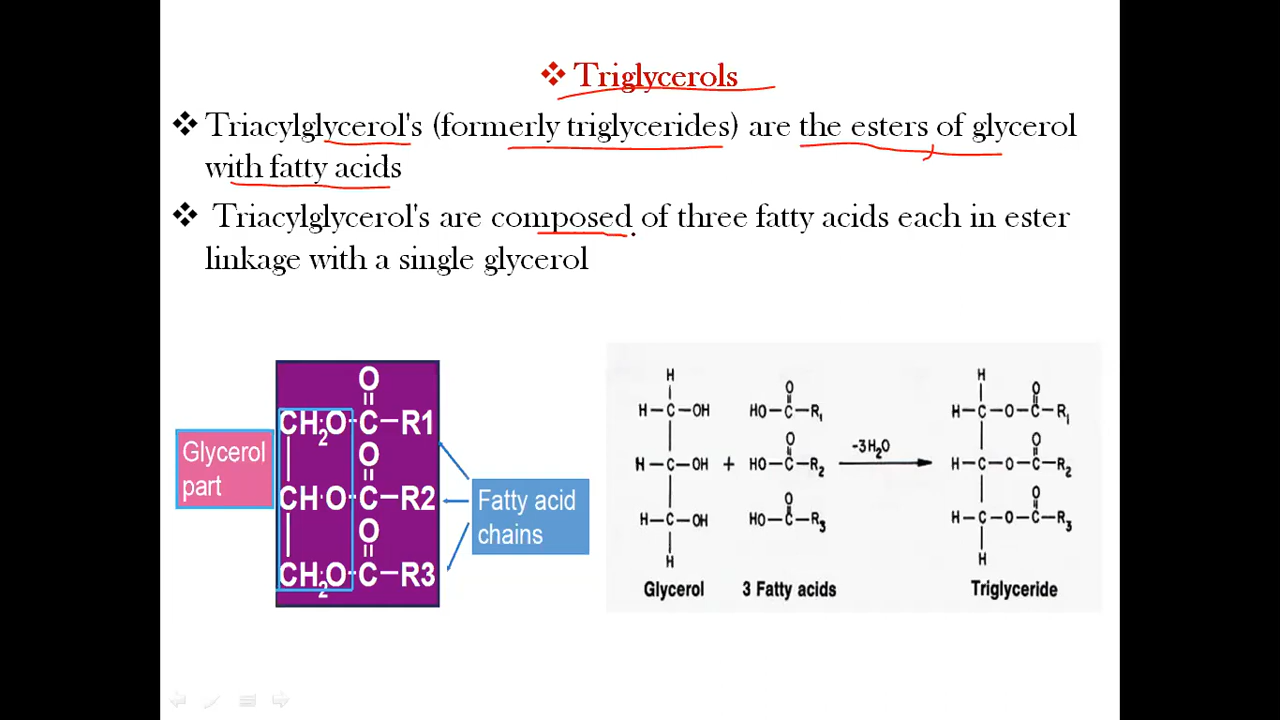 ❖ Triglycerols
❖ Triacylglycerol's (formerly triglycerides) are the esters of glycerol
with fatty acids
❖ Triacylglycerol's are composed of three fatty acids each in ester
linkage with a single glycerol
Glycerol
part
O
||
CH2O–C–R1
O
||
CH·O–C–R2
O
||
CH2O–C–R3
Fatty acid
chains
H
H–C–OH
H–C–OH
H–C–OH
H
Glycerol
+
O
HO–C–R1
O
HO–C–R2
O
HO–C–R3
3 Fatty acids
-3H2O
H
O
H–C–O–C–R1
O
H–C–O–C–R2
O
H–C–O–C–R3
H
Triglyceride